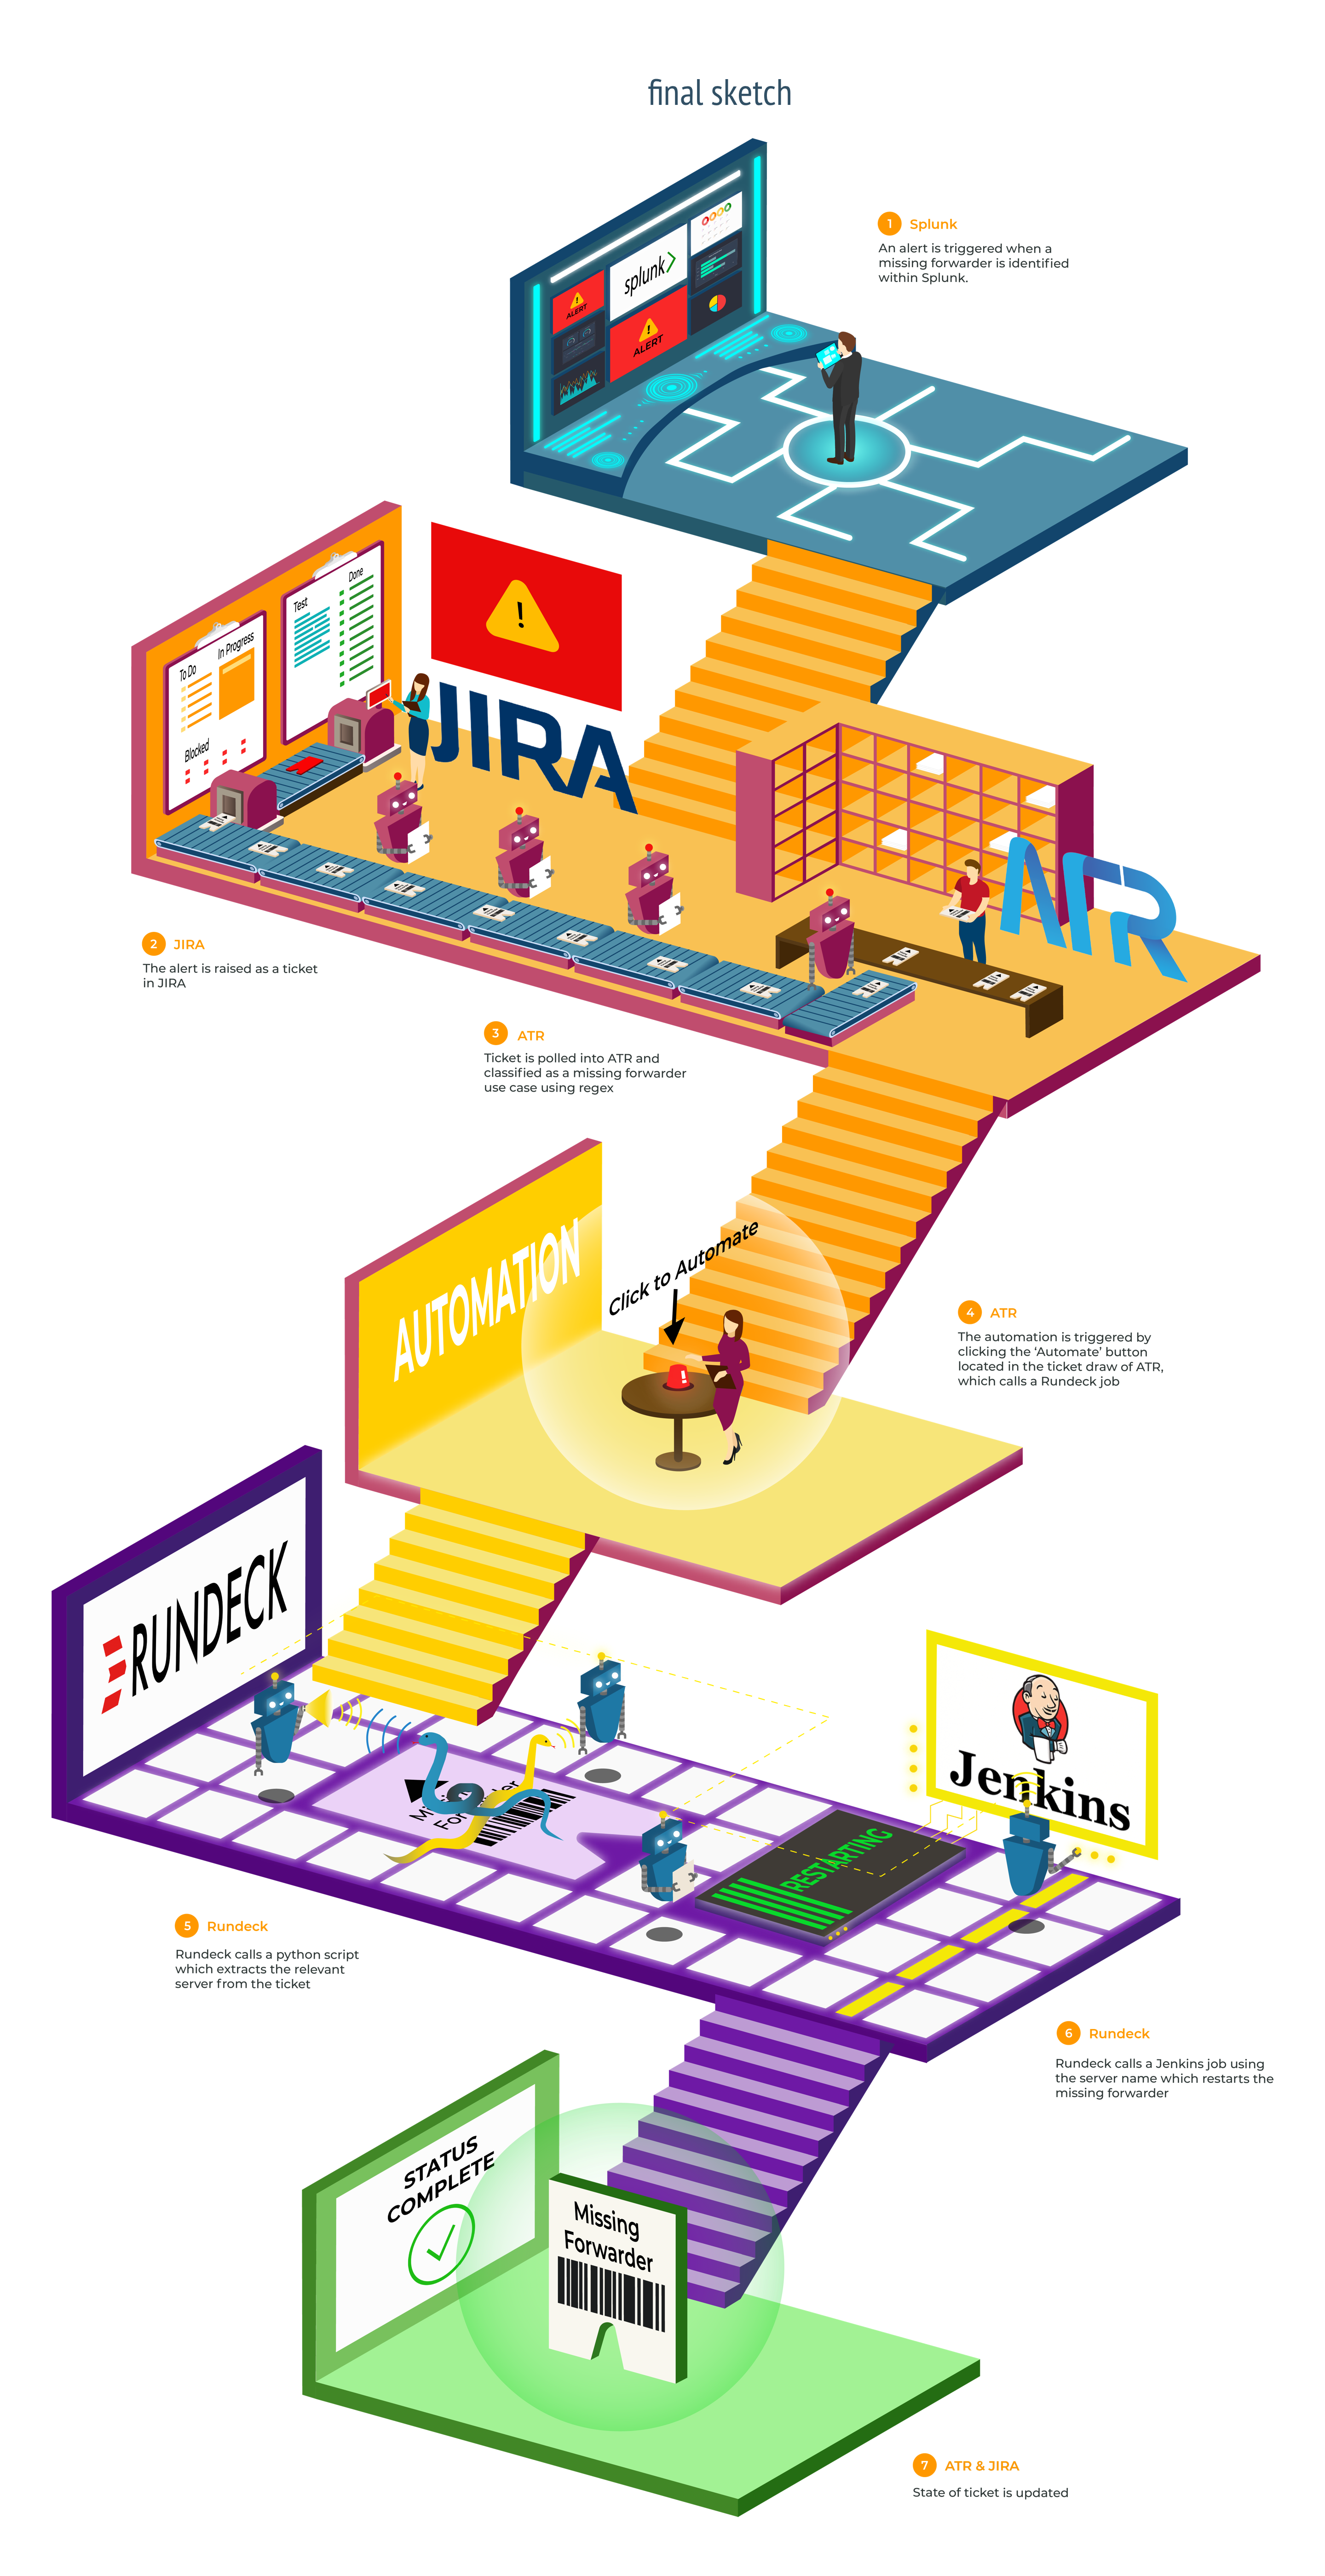 final sketch
1 Splunk
An alert is triggered when a
missing forwarder is identified
within Splunk.
splunk>
! ALERT
! ALERT
To Do
In Progress
Blocked
Test
Done
!
JIRA
ATR
2 JIRA
The alert is raised as a ticket
in JIRA
3 ATR
Ticket is polled into ATR and
classified as a missing forwarder
use case using regex
AUTOMATION
Click to Automate
!
4 ATR
The automation is triggered by
clicking the ‘Automate’ button
located in the ticket draw of ATR,
which calls a Rundeck job
RUNDECK
Jenkins
RESTARTING
5 Rundeck
Rundeck calls a python script
which extracts the relevant
server from the ticket
6 Rundeck
Rundeck calls a Jenkins job using
the server name which restarts the
missing forwarder
STATUS
COMPLETE
Missing
Forwarder
7 ATR & JIRA
State of ticket is updated